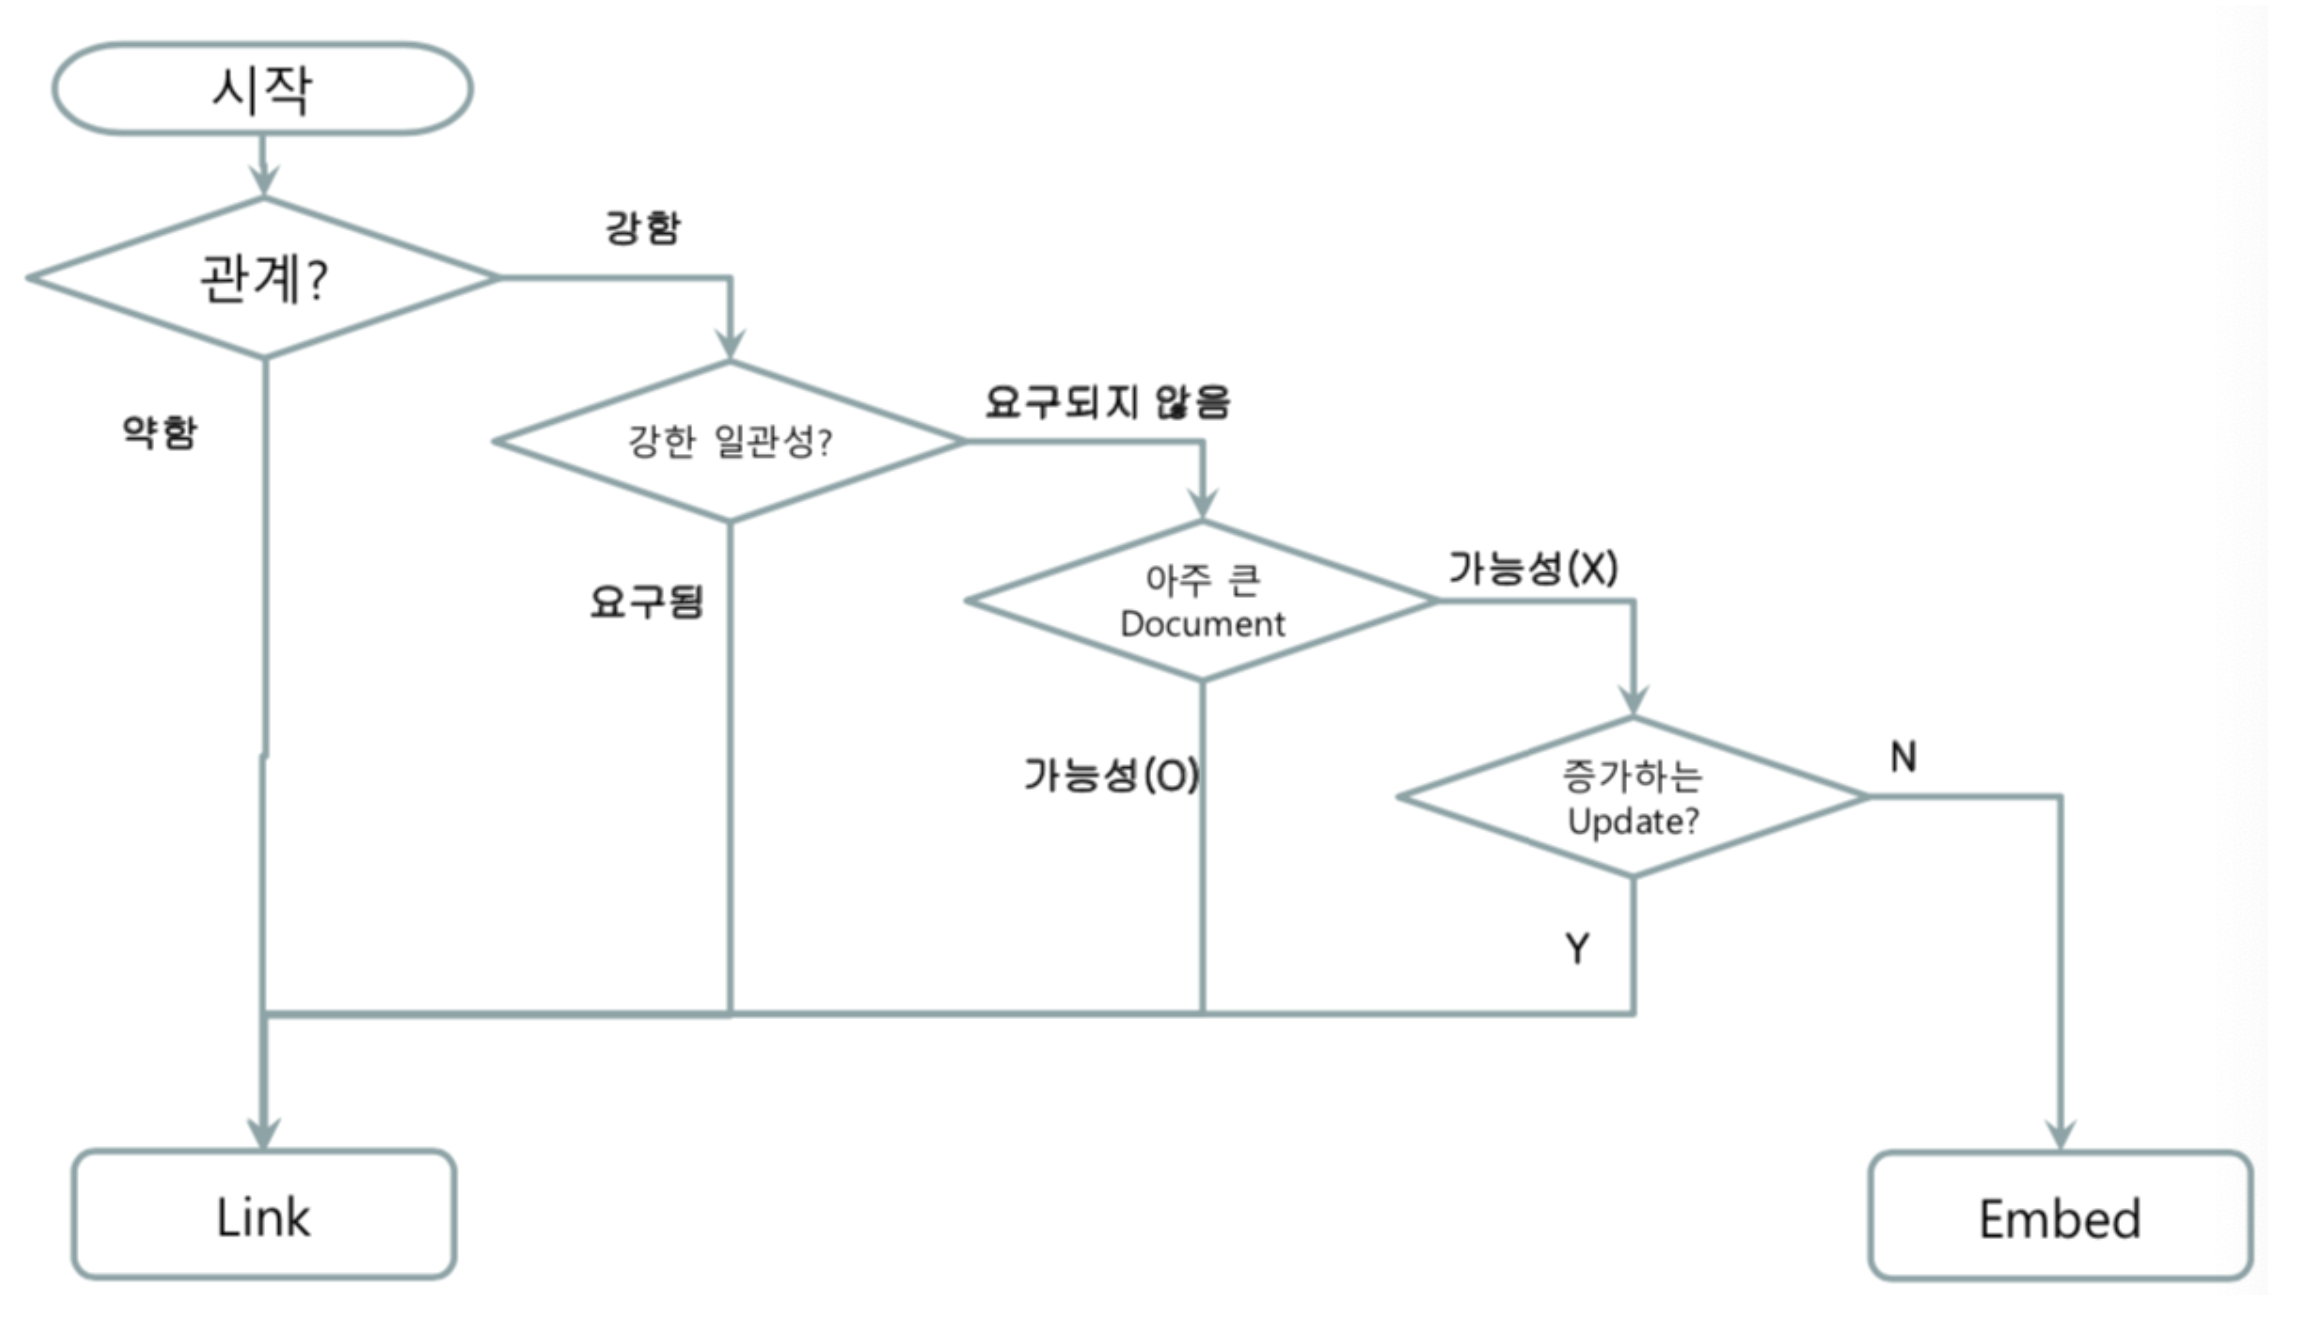 시작
관계?
강함
약함
강한 일관성?
요구되지 않음
요구됨
아주 큰
Document
가능성(X)
가능성(O)
증가하는
Update?
N
Y
Link
Embed